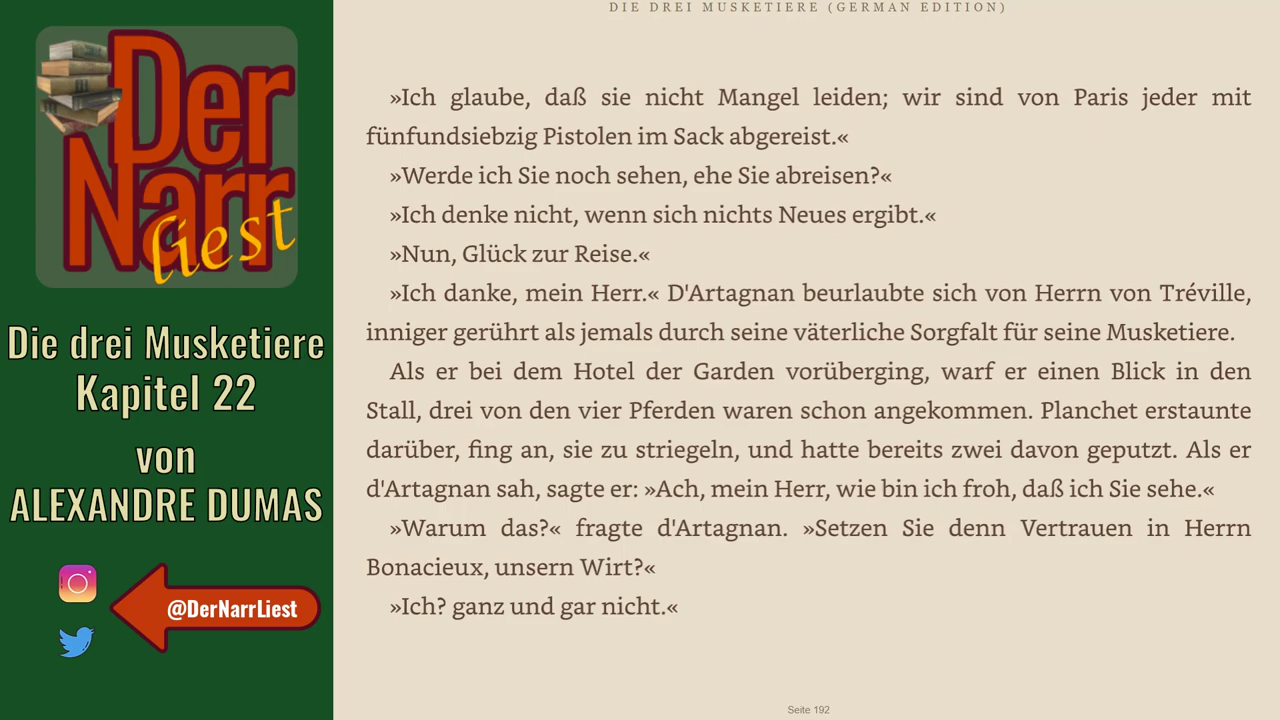 Der
Narr
liest
Die drei Musketiere
Kapitel 22
von
ALEXANDRE DUMAS
@DerNarrLiest
DIE DREI MUSKETIERE (GERMAN EDITION)
»Ich glaube, daß sie nicht Mangel leiden; wir sind von Paris jeder mit
fünfundsiebzig Pistolen im Sack abgereist.«
»Werde ich Sie noch sehen, ehe Sie abreisen?«
»Ich denke nicht, wenn sich nichts Neues ergibt.«
»Nun, Glück zur Reise.«
»Ich danke, mein Herr.« D'Artagnan beurlaubte sich von Herrn von Tréville,
inniger gerührt als jemals durch seine väterliche Sorgfalt für seine Musketiere.
Als er bei dem Hotel der Garden vorüberging, warf er einen Blick in den
Stall, drei von den vier Pferden waren schon angekommen. Planchet erstaunte
darüber, fing an, sie zu striegeln, und hatte bereits zwei davon geputzt. Als er
d'Artagnan sah, sagte er: »Ach, mein Herr, wie bin ich froh, daß ich Sie sehe.«
»Warum das?« fragte d'Artagnan. »Setzen Sie denn Vertrauen in Herrn
Bonacieux, unsern Wirt?«
»Ich? ganz und gar nicht.«
Seite 192